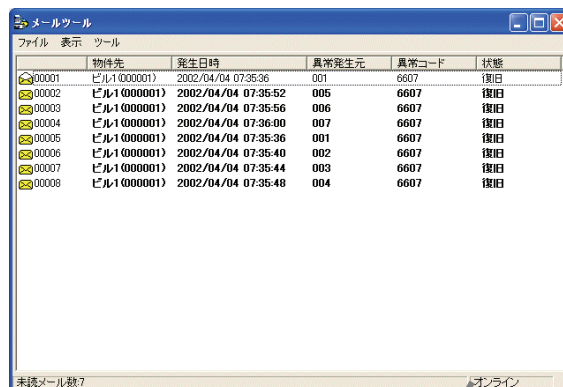 メールツール
ファイル 表示 ツール
物件先 発生日時 異常発生元 異常コード 状態
00001 ビル1(000001) 2002/04/04 07:35:36 001 6607 復旧
00002 ビル1(000001) 2002/04/04 07:35:52 005 6607 復旧
00003 ビル1(000001) 2002/04/04 07:35:56 006 6607 復旧
00004 ビル1(000001) 2002/04/04 07:36:00 007 6607 復旧
00005 ビル1(000001) 2002/04/04 07:35:36 001 6607 復旧
00006 ビル1(000001) 2002/04/04 07:35:40 002 6607 復旧
00007 ビル1(000001) 2002/04/04 07:35:44 003 6607 復旧
00008 ビル1(000001) 2002/04/04 07:35:48 004 6607 復旧
未読メール数:7 オンライン